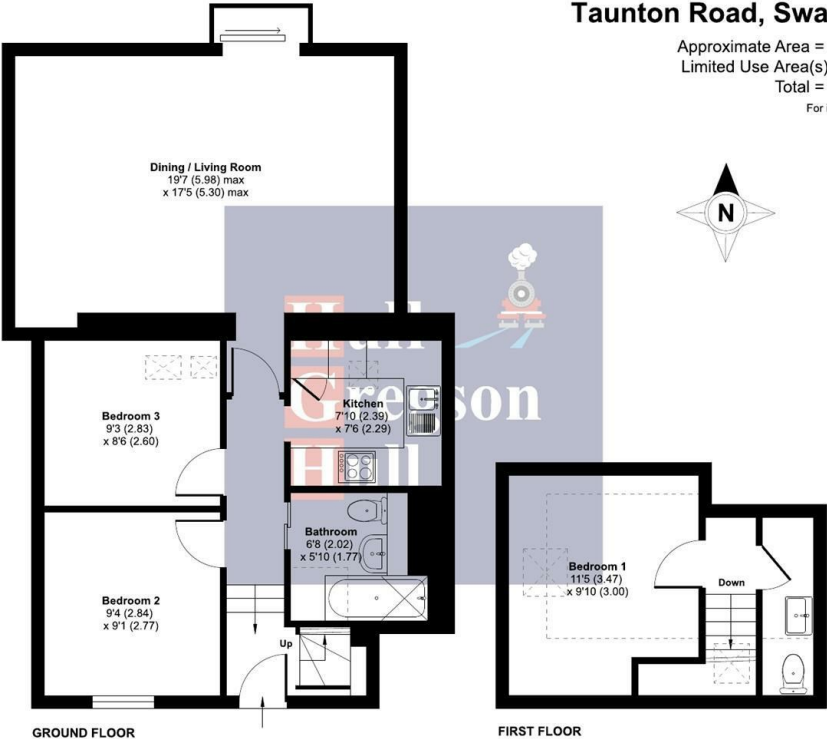 Taunton Road, Swa
Approximate Area =
Limited Use Area(s)
Total =
For
N
Dining / Living Room
19'7 (5.98) max
x 17'5 (5.30) max
Hull
Gregson
Hull
Kitchen
7'10 (2.39)
x 7'6 (2.29)
Bedroom 3
9'3 (2.83)
x 8'6 (2.60)
Bathroom
6'8 (2.02)
x 5'10 (1.77)
Bedroom 2
9'4 (2.84)
x 9'1 (2.77)
Up
Bedroom 1
11'5 (3.47)
x 9'10 (3.00)
Down
GROUND FLOOR
FIRST FLOOR